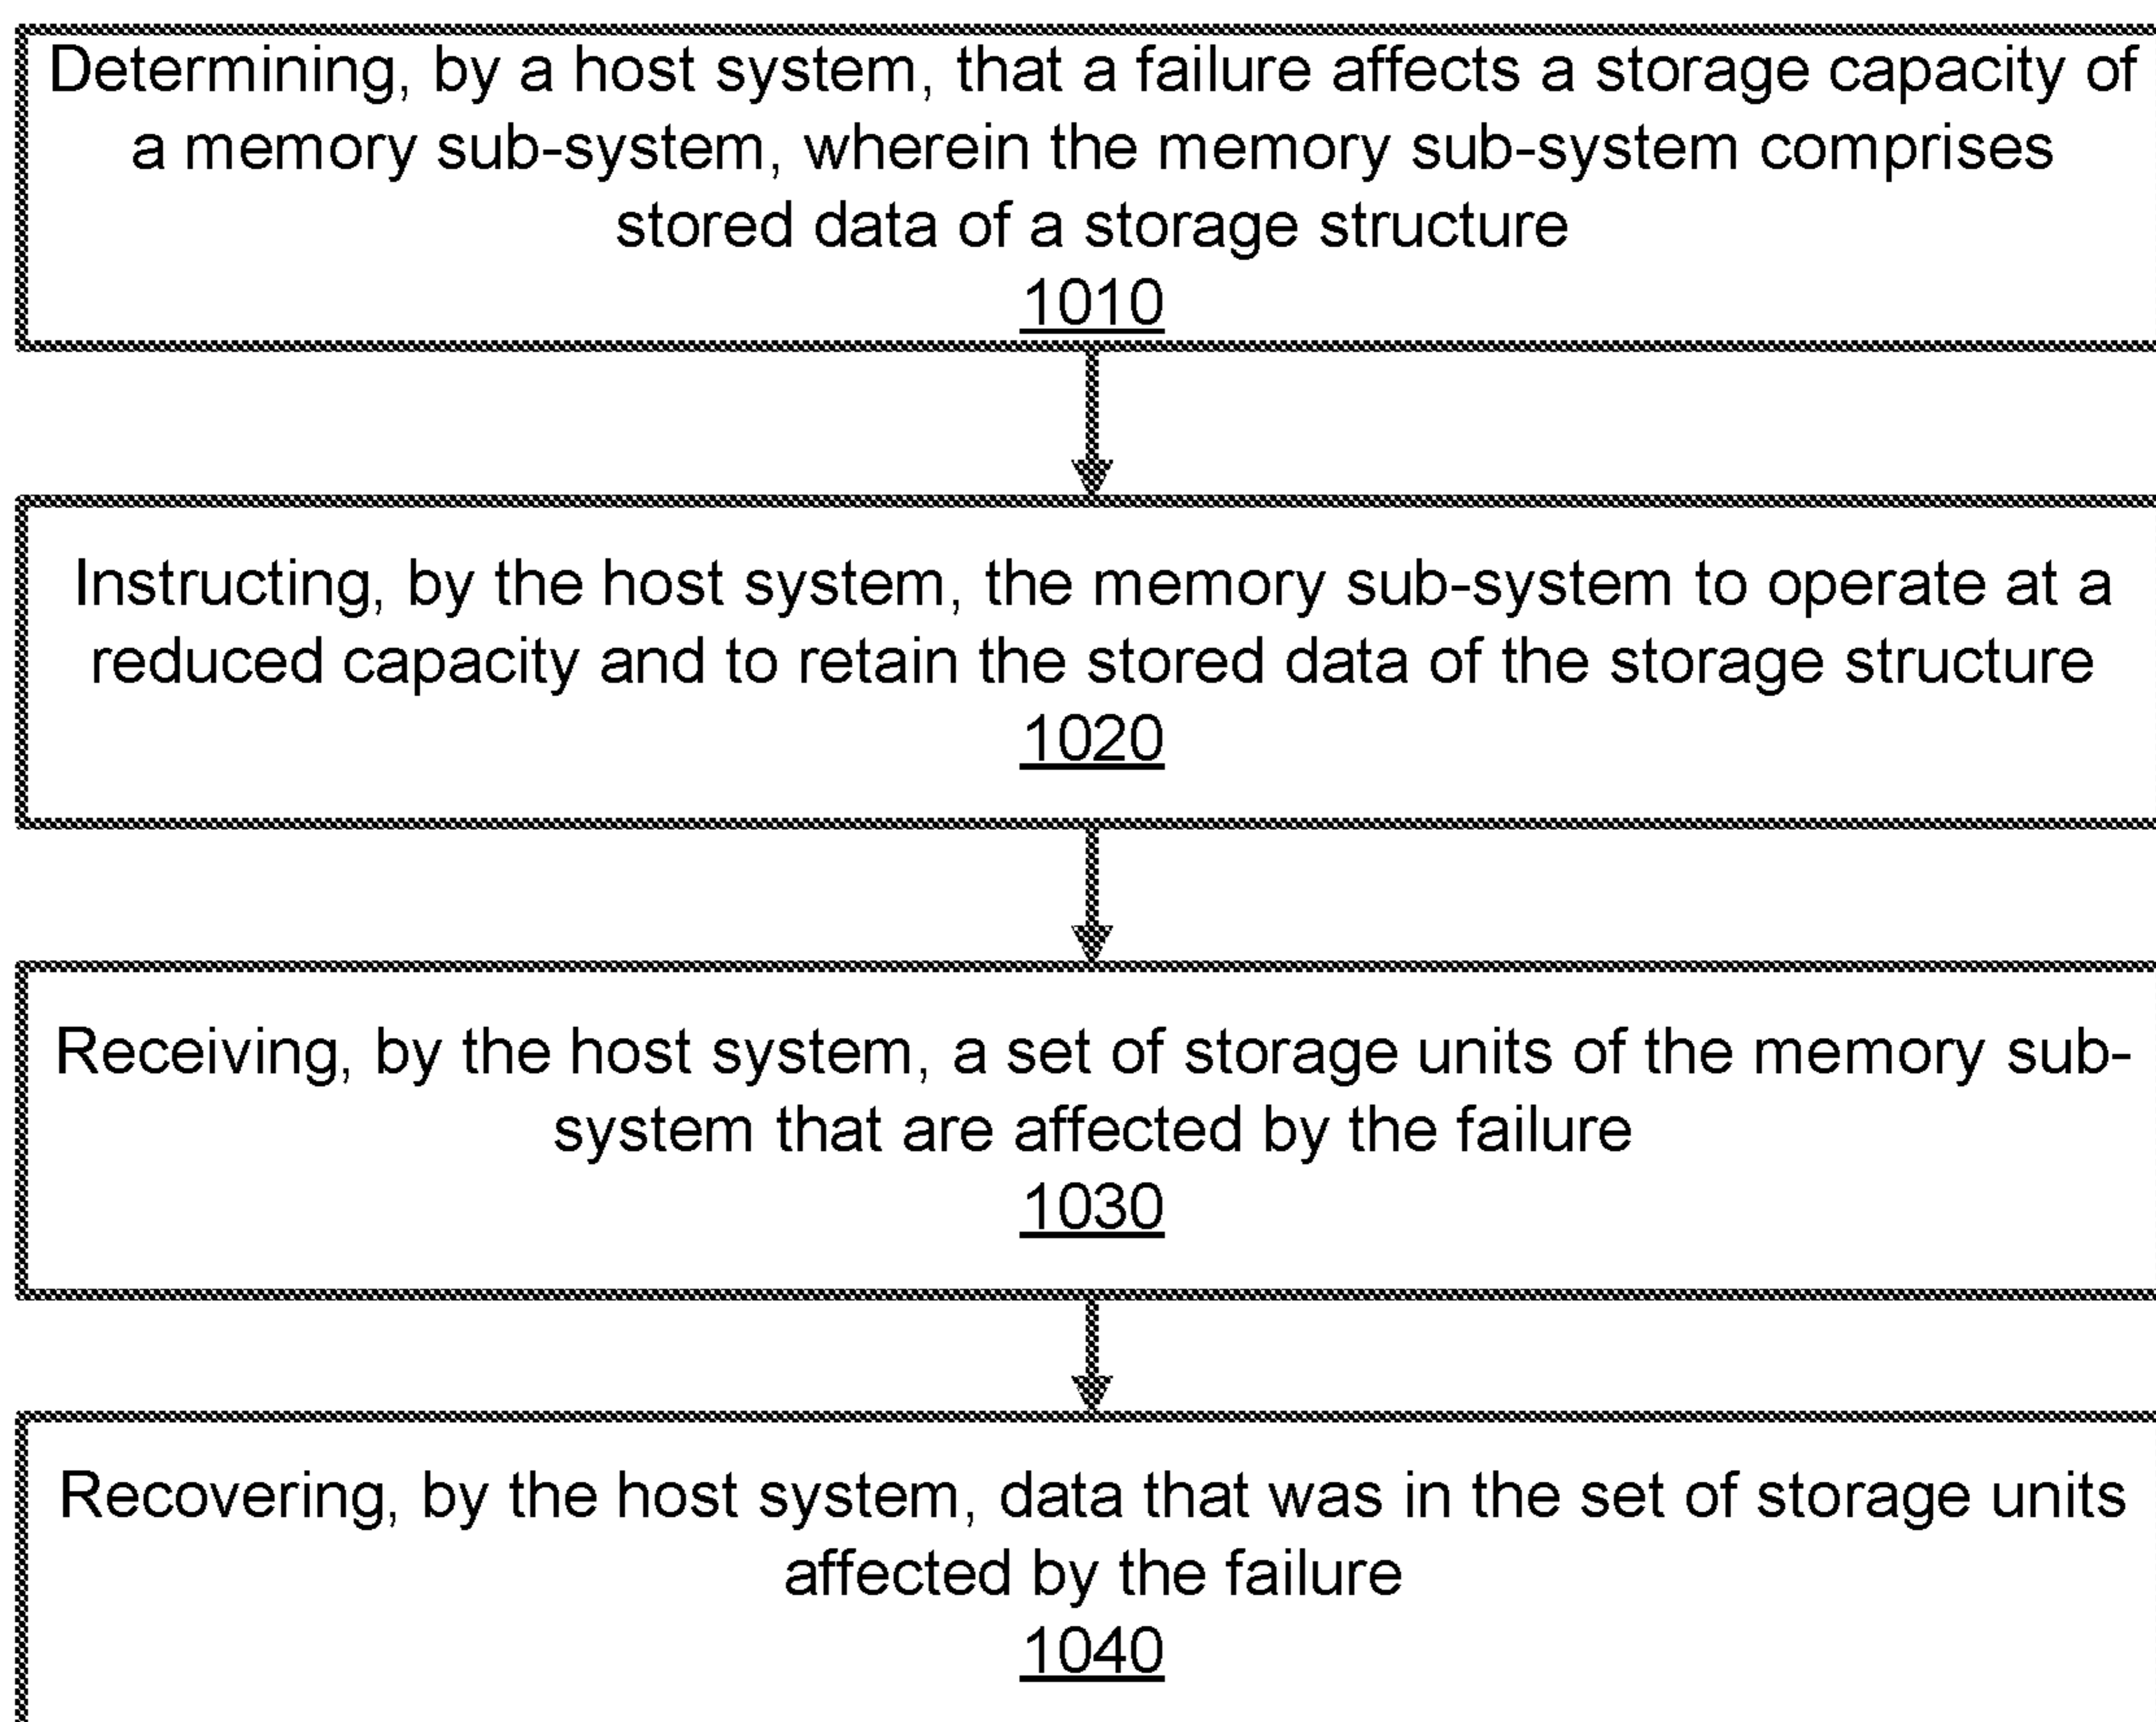 Determining, by a host system, that a failure affects a storage capacity of
a memory sub-system, wherein the memory sub-system comprises
stored data of a storage structure
1010
Instructing, by the host system, the memory sub-system to operate at a
reduced capacity and to retain the stored data of the storage structure
1020
Receiving, by the host system, a set of storage units of the memory sub-
system that are affected by the failure
1030
Recovering, by the host system, data that was in the set of storage units
affected by the failure
1040